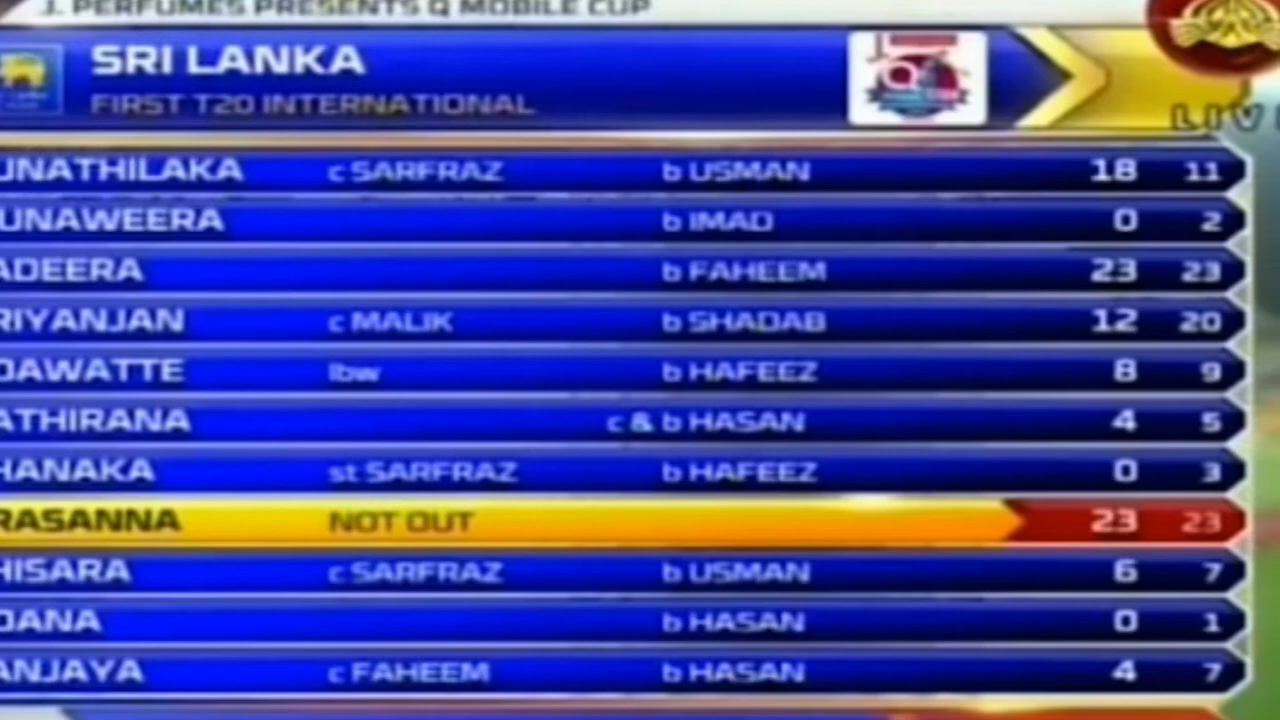 J. PERFUMES PRESENTS Q MOBILE CUP
SRI LANKA
FIRST T20 INTERNATIONAL
LIV
UNATHILAKA c SARFRAZ b USMAN 18 11
UNAWEERA b IMAD 0 2
ADEERA b FAHEEM 23 23
RIYANJAN c MALIK b SHADAB 12 20
DAWATTE lbw b HAFEEZ 8 9
ATHIRANA c & b HASAN 4 5
HANAKA st SARFRAZ b HAFEEZ 0 3
RASANNA NOT OUT 23 23
HISARA c SARFRAZ b USMAN 6 7
DANA b HASAN 0 1
ANJAYA c FAHEEM b HASAN 4 7